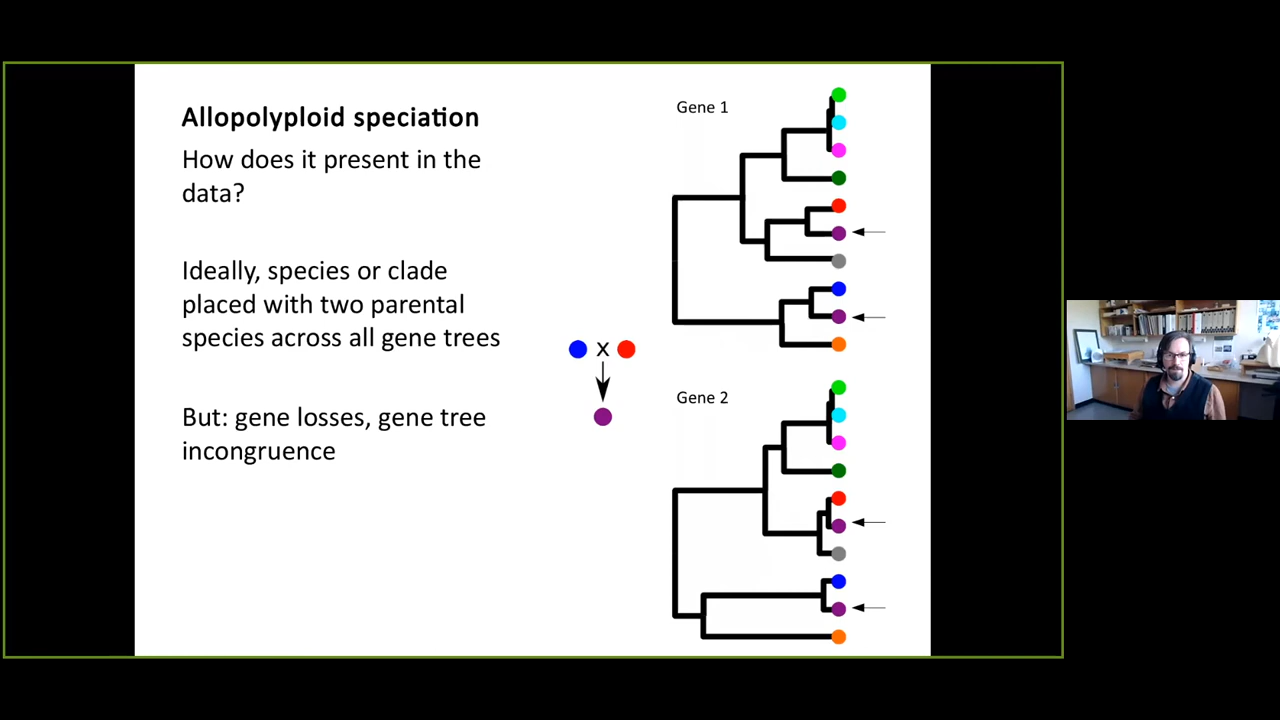 Allopolyploid speciation
How does it present in the
data?
Ideally, species or clade
placed with two parental
species across all gene trees
But: gene losses, gene tree
incongruence
X
Gene 1
Gene 2